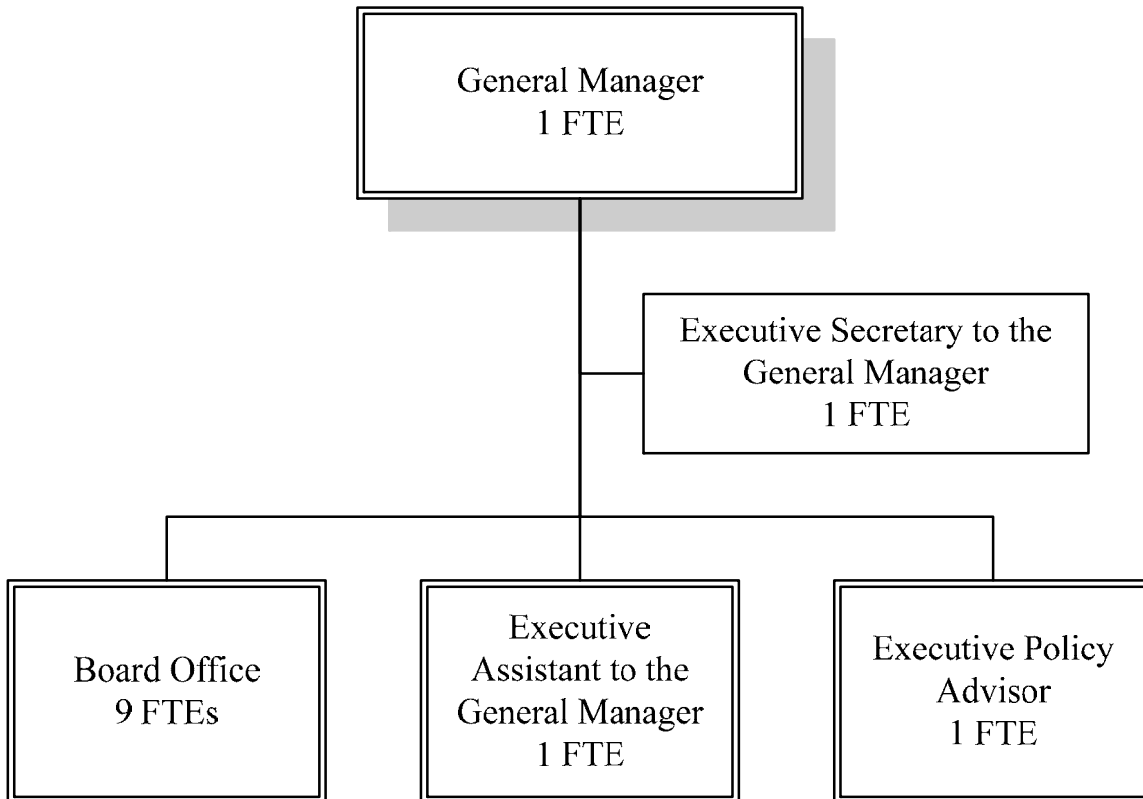 General Manager
1 FTE
Executive Secretary to the
General Manager
1 FTE
Board Office
9 FTEs
Executive
Assistant to the
General Manager
1 FTE
Executive Policy
Advisor
1 FTE